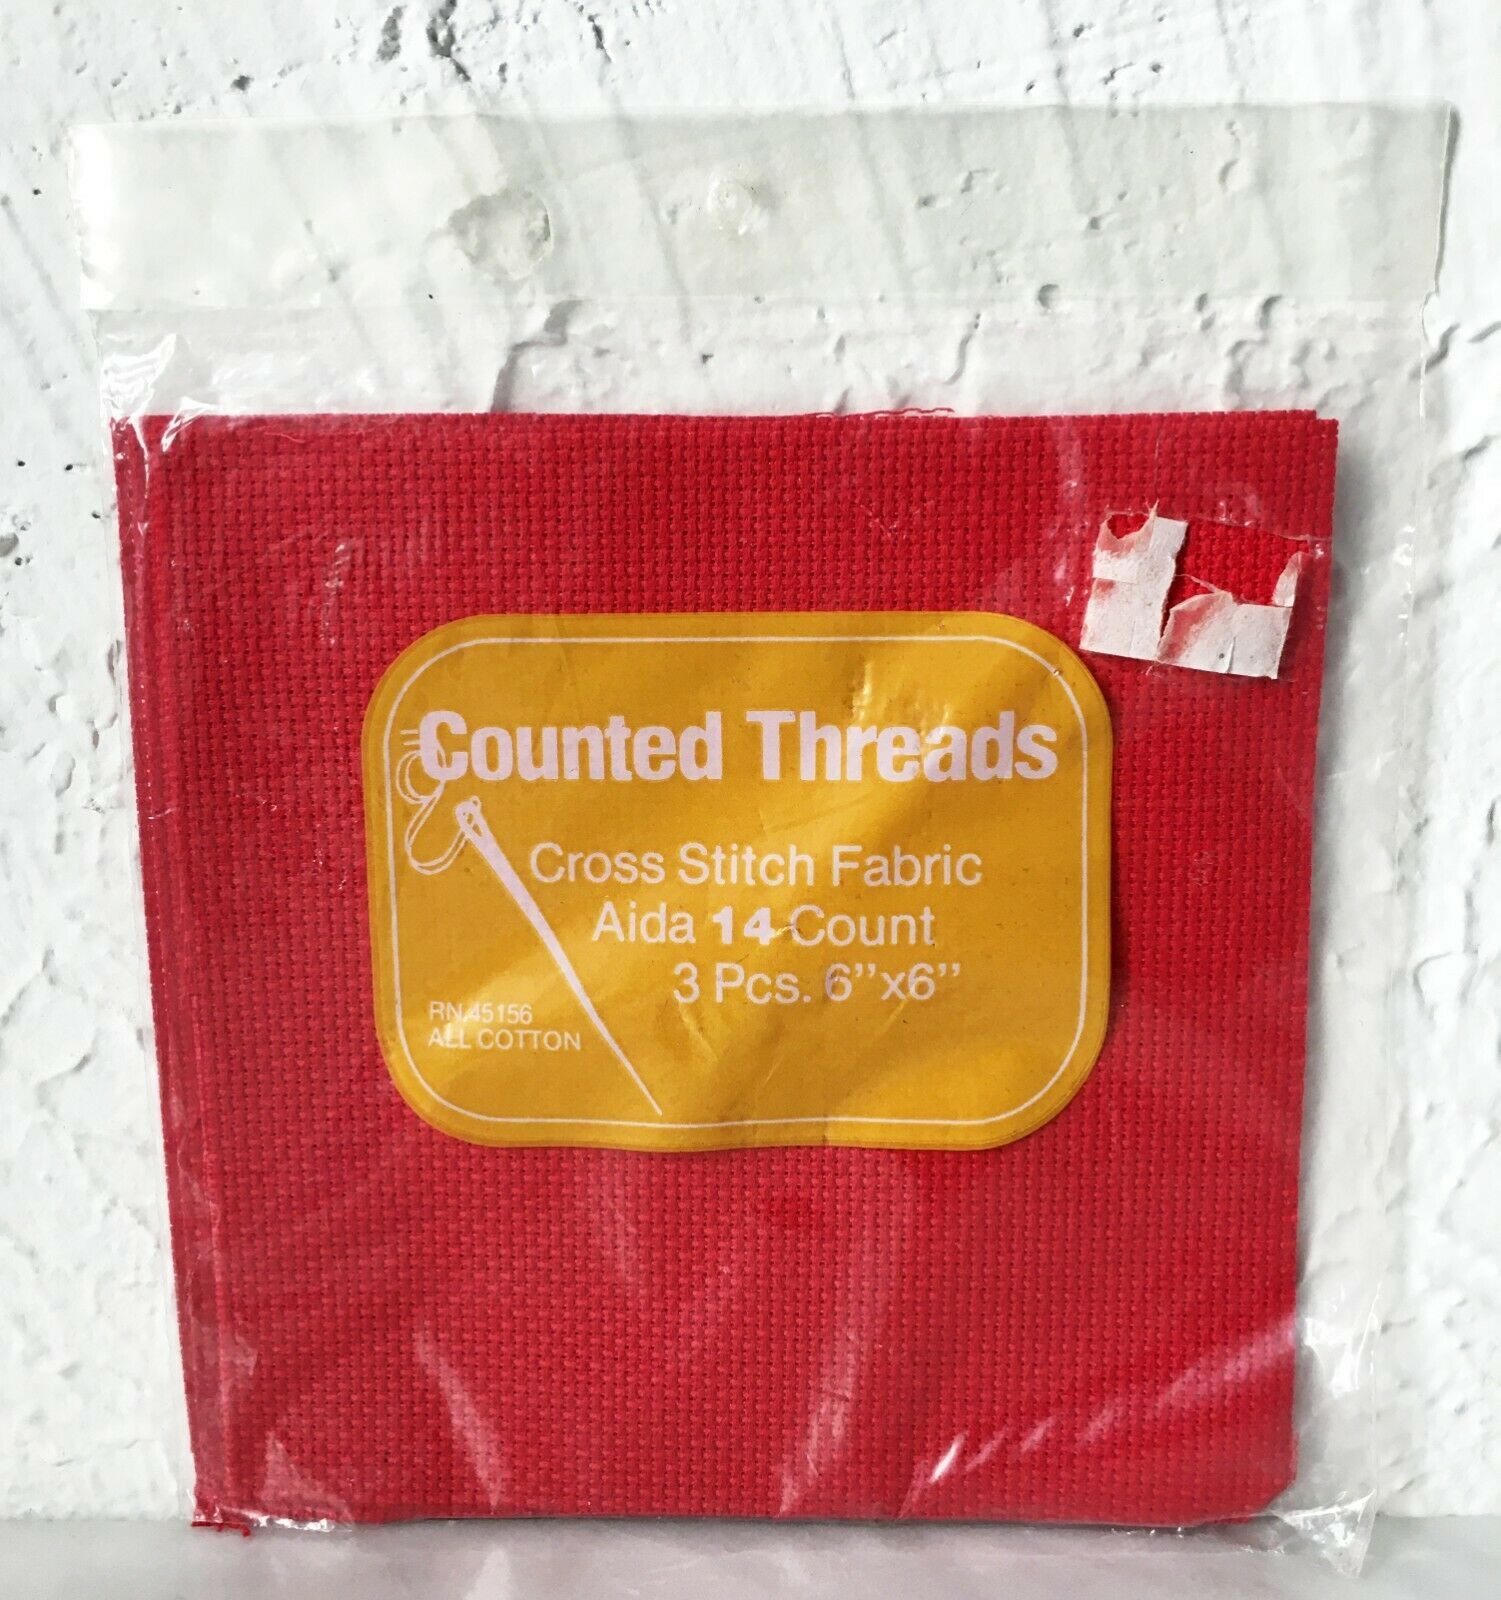 Counted Threads
Cross Stitch Fabric
Aida 14 Count
3 Pcs. 6''x6''
RN 45156
ALL COTTON